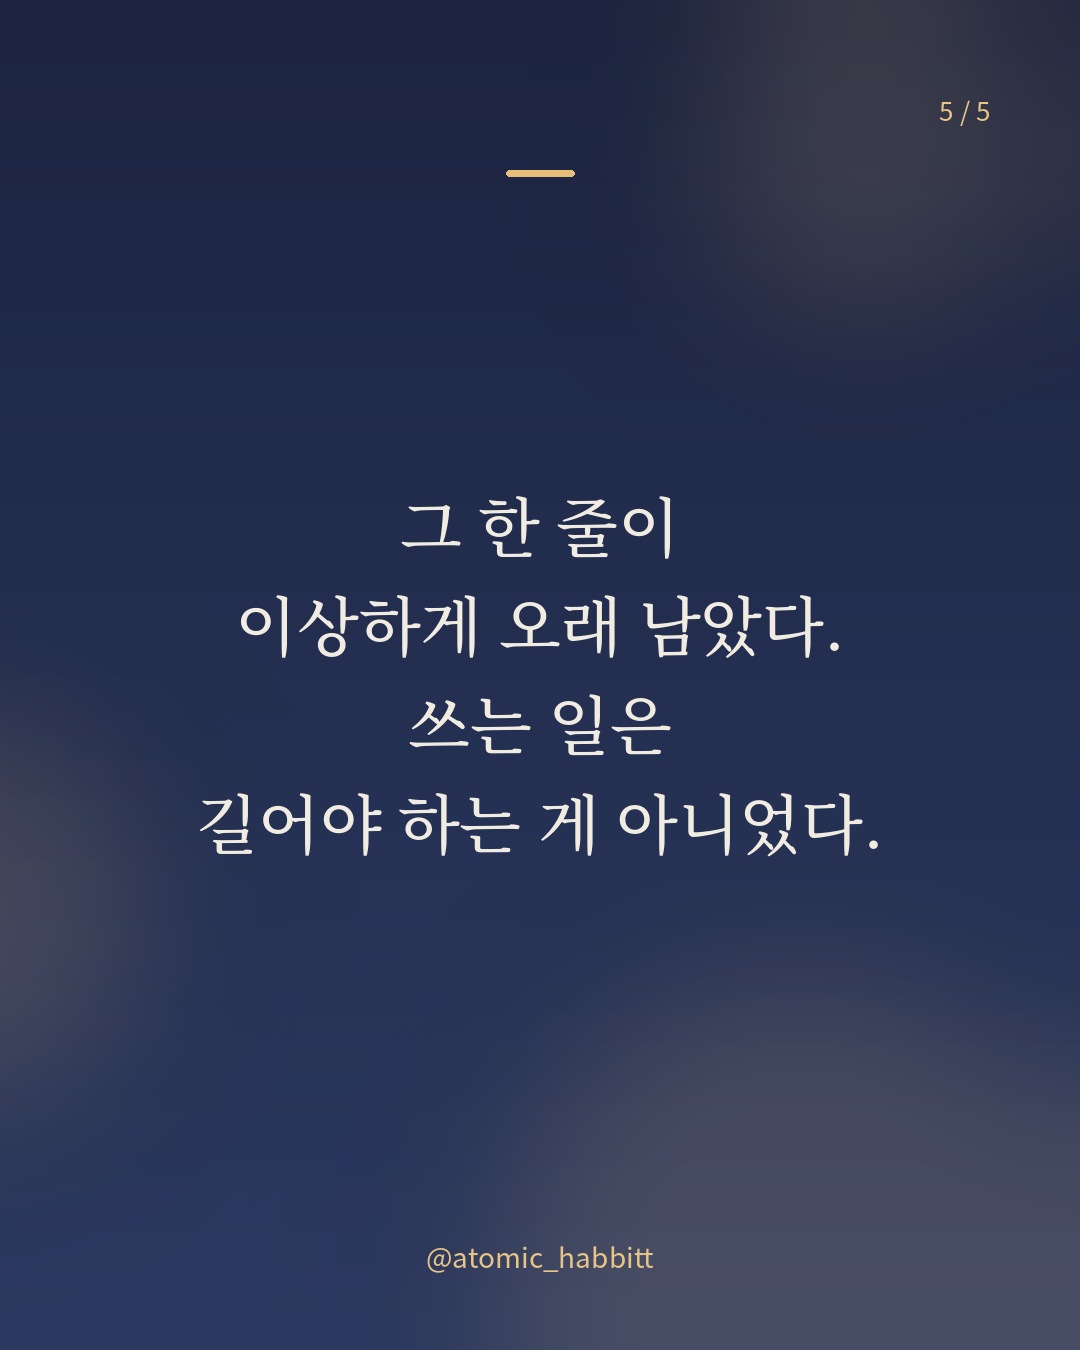 5 / 5
그 한 줄이
이상하게 오래 남았다.
쓰는 일은
길어야 하는 게 아니었다.
@atomic_habbitt